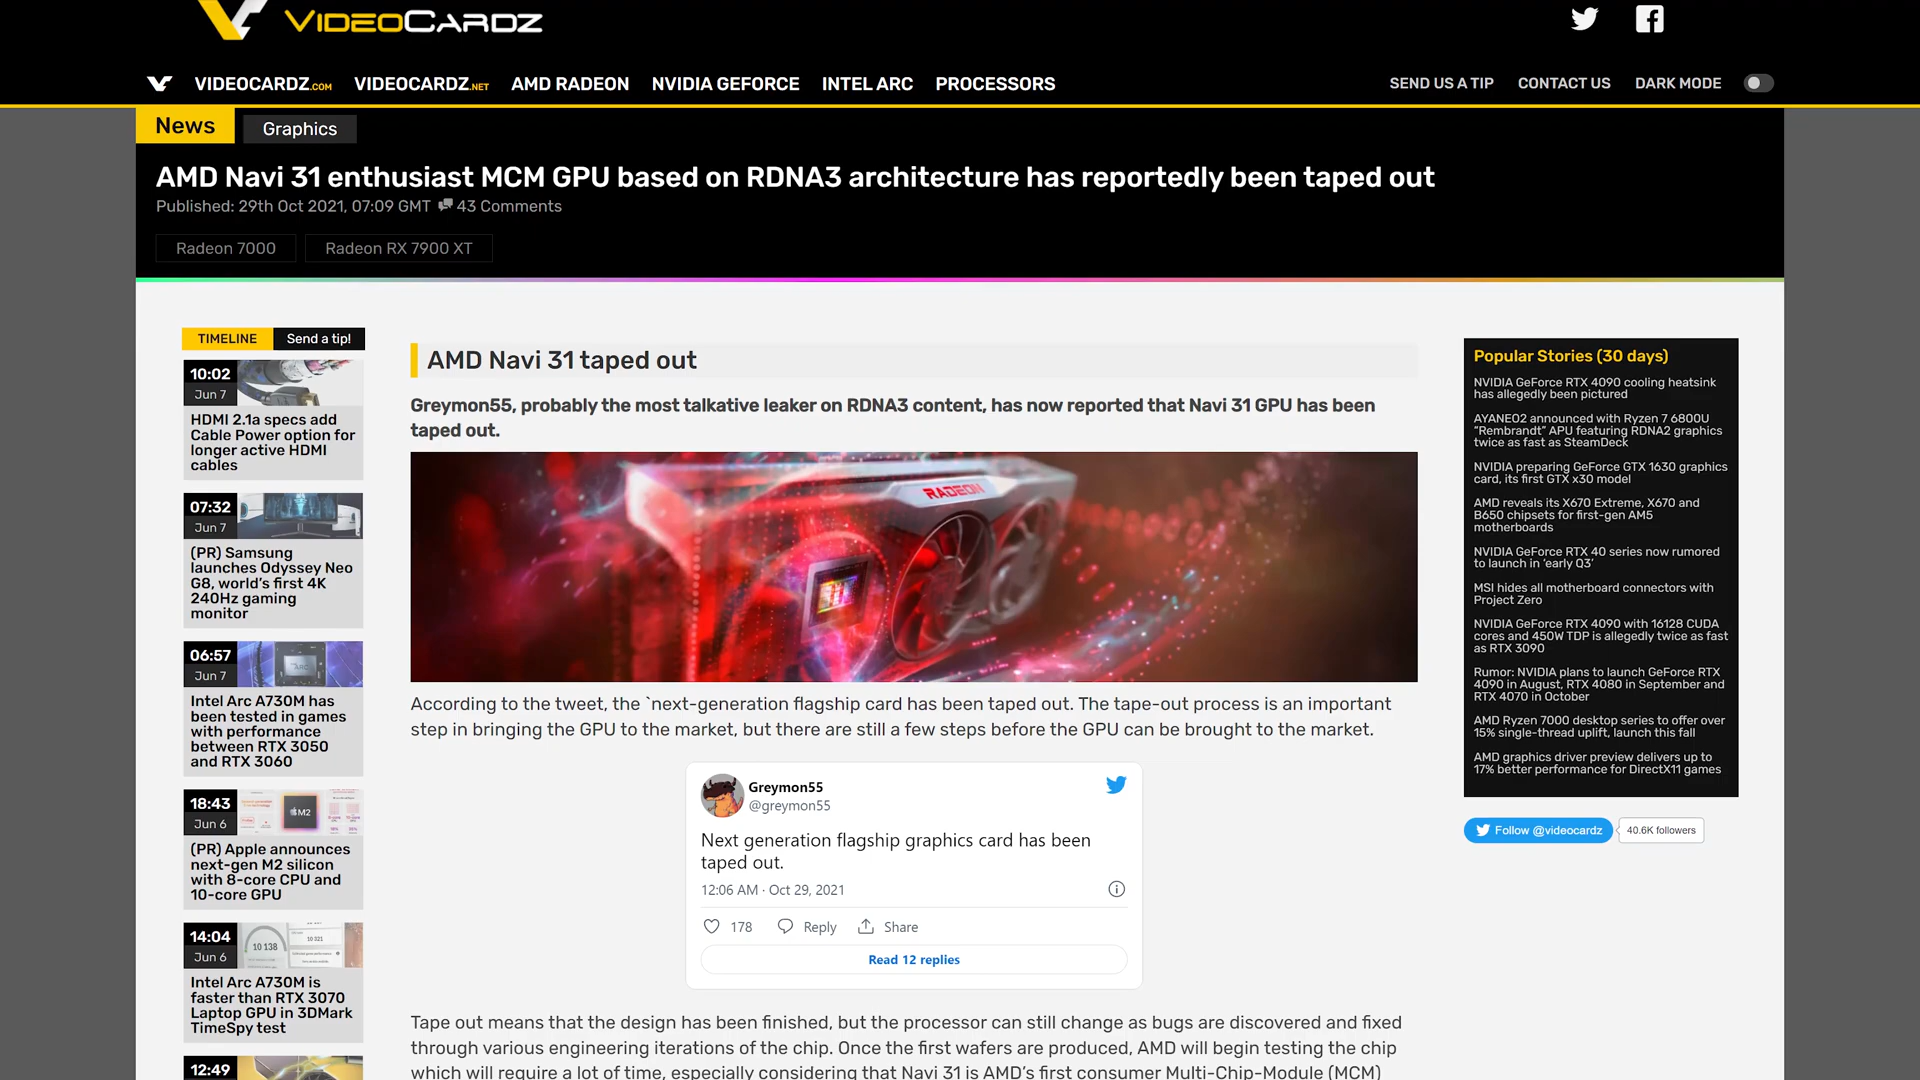 VIDEOCARDZ
VIDEOCARDZ.COM VIDEOCARDZ.NET AMD RADEON NVIDIA GEFORCE INTEL ARC PROCESSORS SEND US A TIP CONTACT US DARK MODE
News Graphics
AMD Navi 31 enthusiast MCM GPU based on RDNA3 architecture has reportedly been taped out
Published: 29th Oct 2021, 07:09 GMT 43 Comments
Radeon 7000 Radeon RX 7900 XT
TIMELINE Send a tip!
10:02
Jun 7
HDMI 2.1a specs add
Cable Power option for
longer active HDMI
cables
07:32
Jun 7
(PR) Samsung
launches Odyssey Neo
G8, world's first 4K
240Hz gaming
monitor
06:57
Jun 7
ARC
Intel Arc A730M has
been tested in games
with performance
between RTX 3050
and RTX 3060
18:43
Jun 6
M2
(PR) Apple announces
next-gen M2 silicon
with 8-core CPU and
10-core GPU
14:04
Jun 6
10 138
10 321
Intel Arc A730M is
faster than RTX 3070
Laptop GPU in 3DMark
TimeSpy test
12:49
AMD Navi 31 taped out
Greymon55, probably the most talkative leaker on RDNA3 content, has now reported that Navi 31 GPU has been
taped out.
RADEON
According to the tweet, the `next-generation flagship card has been taped out. The tape-out process is an important
step in bringing the GPU to the market, but there are still a few steps before the GPU can be brought to the market.
Greymon55
@greymon55
Next generation flagship graphics card has been
taped out.
12:06 AM · Oct 29, 2021
178 Reply Share
Read 12 replies
Tape out means that the design has been finished, but the processor can still change as bugs are discovered and fixed
through various engineering iterations of the chip. Once the first wafers are produced, AMD will begin testing the chip
which will require a lot of time, especially considering that Navi 31 is AMD's first consumer Multi-Chip-Module (MCM)
Popular Stories (30 days)
NVIDIA GeForce RTX 4090 cooling heatsink
has allegedly been pictured
AYANEO2 announced with Ryzen 7 6800U
"Rembrandt" APU featuring RDNA2 graphics
twice as fast as SteamDeck
NVIDIA preparing GeForce GTX 1630 graphics
card, its first GTX x30 model
AMD reveals its X670 Extreme, X670 and
B650 chipsets for first-gen AM5
motherboards
NVIDIA GeForce RTX 40 series now rumored
to launch in 'early Q3'
MSI hides all motherboard connectors with
Project Zero
NVIDIA GeForce RTX 4090 with 16128 CUDA
cores and 450W TDP is allegedly twice as fast
as RTX 3090
Rumor: NVIDIA plans to launch GeForce RTX
4090 in August, RTX 4080 in September and
RTX 4070 in October
AMD Ryzen 7000 desktop series to offer over
15% single-thread uplift, launch this fall
AMD graphics driver preview delivers up to
17% better performance for DirectX11 games
Follow @videocardz 40.6K followers